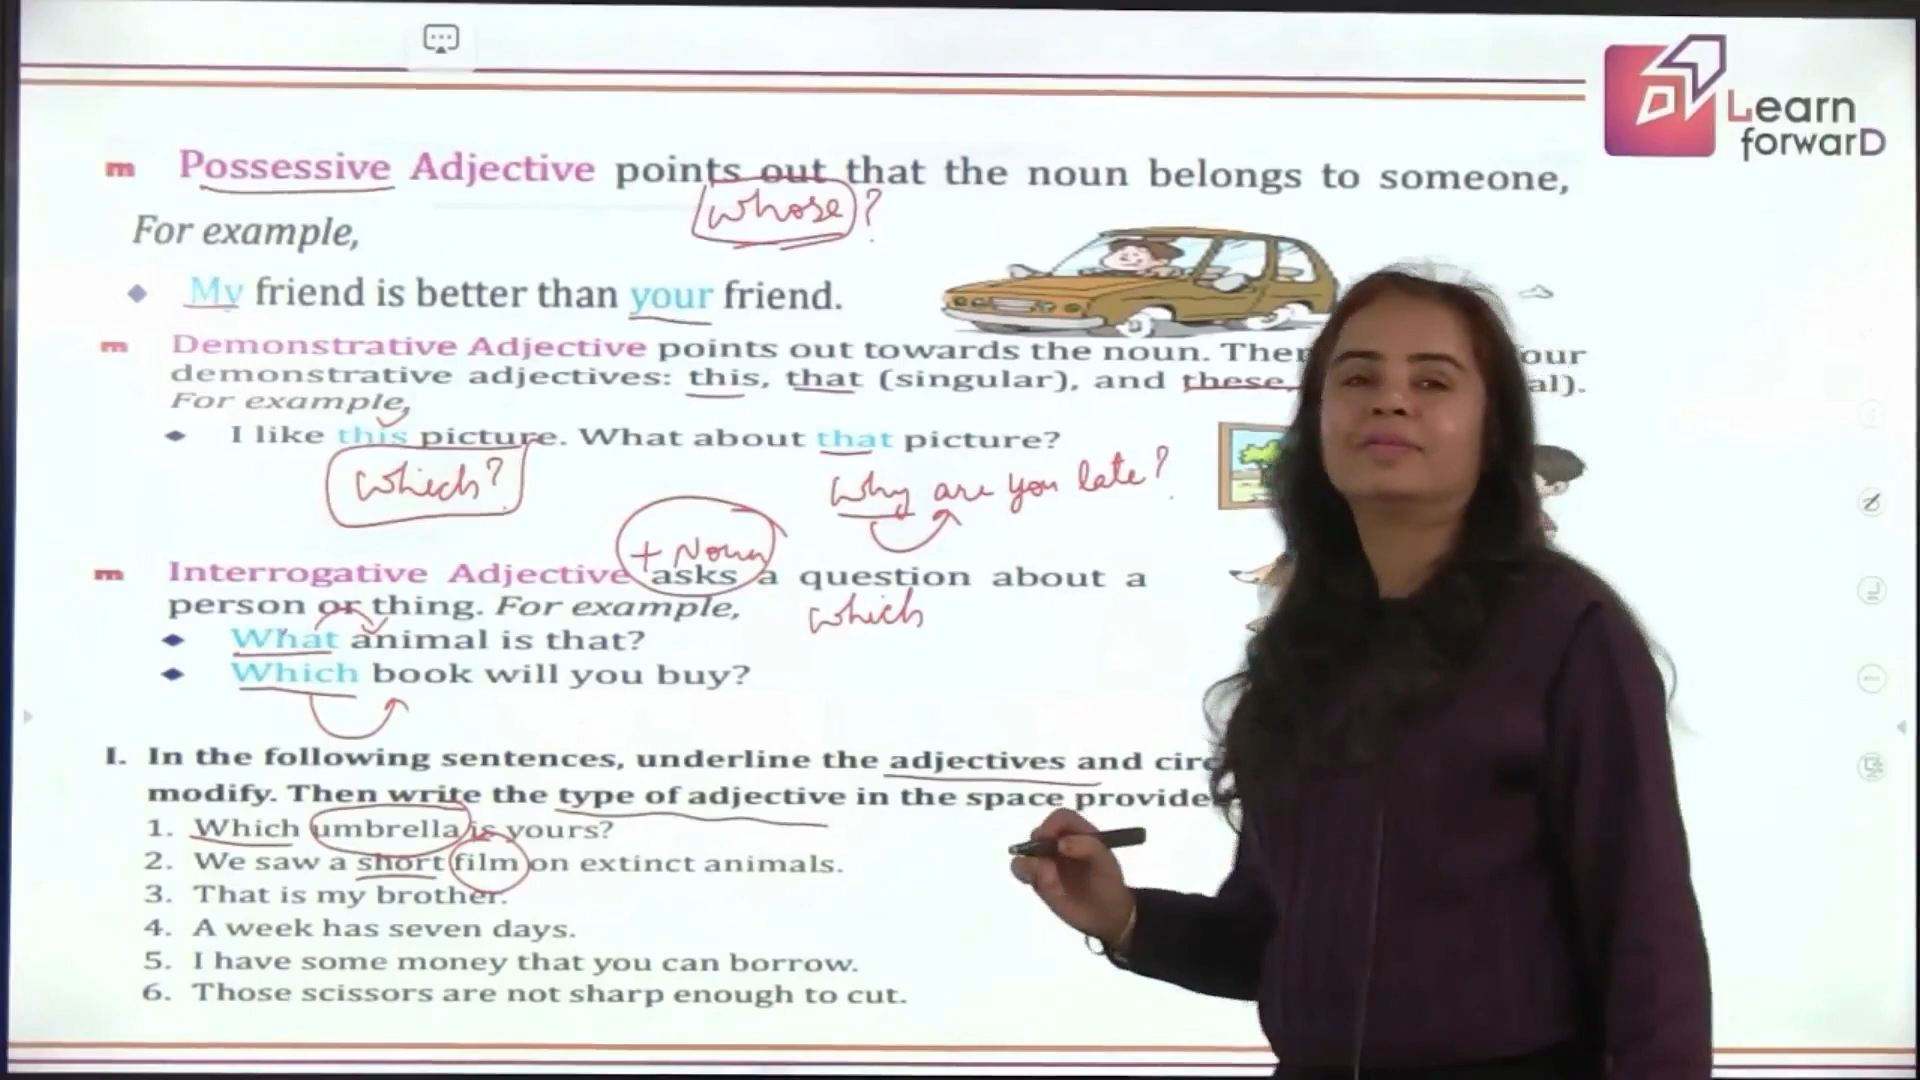 Learn
forwarD
m Possessive Adjective points out that the noun belongs to someone,
whose?
For example,
My friend is better than your friend.
m Demonstrative Adjective points out towards the noun. Ther our
demonstrative adjectives: this, that (singular), and these, al).
For example,
I like this picture. What about that picture?
which?
Why are you late?
+ Noun
m Interrogative Adjective asks a question about a
person or thing. For example,
which
What animal is that?
Which book will you buy?
I. In the following sentences, underline the adjectives and circ
modify. Then write the type of adjective in the space provide
1. Which umbrella is yours?
2. We saw a short film on extinct animals.
3. That is my brother.
4. A week has seven days.
5. I have some money that you can borrow.
6. Those scissors are not sharp enough to cut.